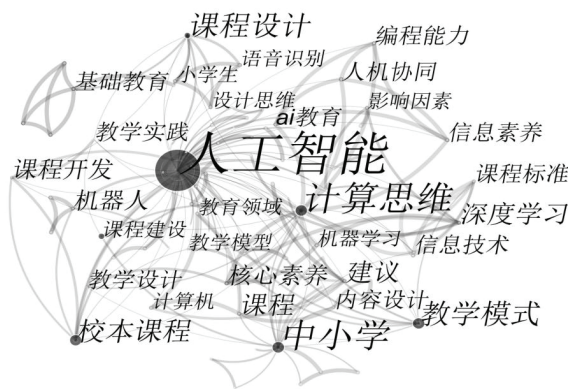 课程设计
编程能力
语音识别
小学生
人机协同
基础教育
设计思维
影响因素
ai教育
教学实践
信息素养
人工智能
课程开发
课程标准
机器人
教育领域
计算思维
深度学习
课程建设
教学模型
机器学习
信息技术
教学设计
核心素养
建议
计算机
课程
内容设计
教学模式
校本课程
中小学